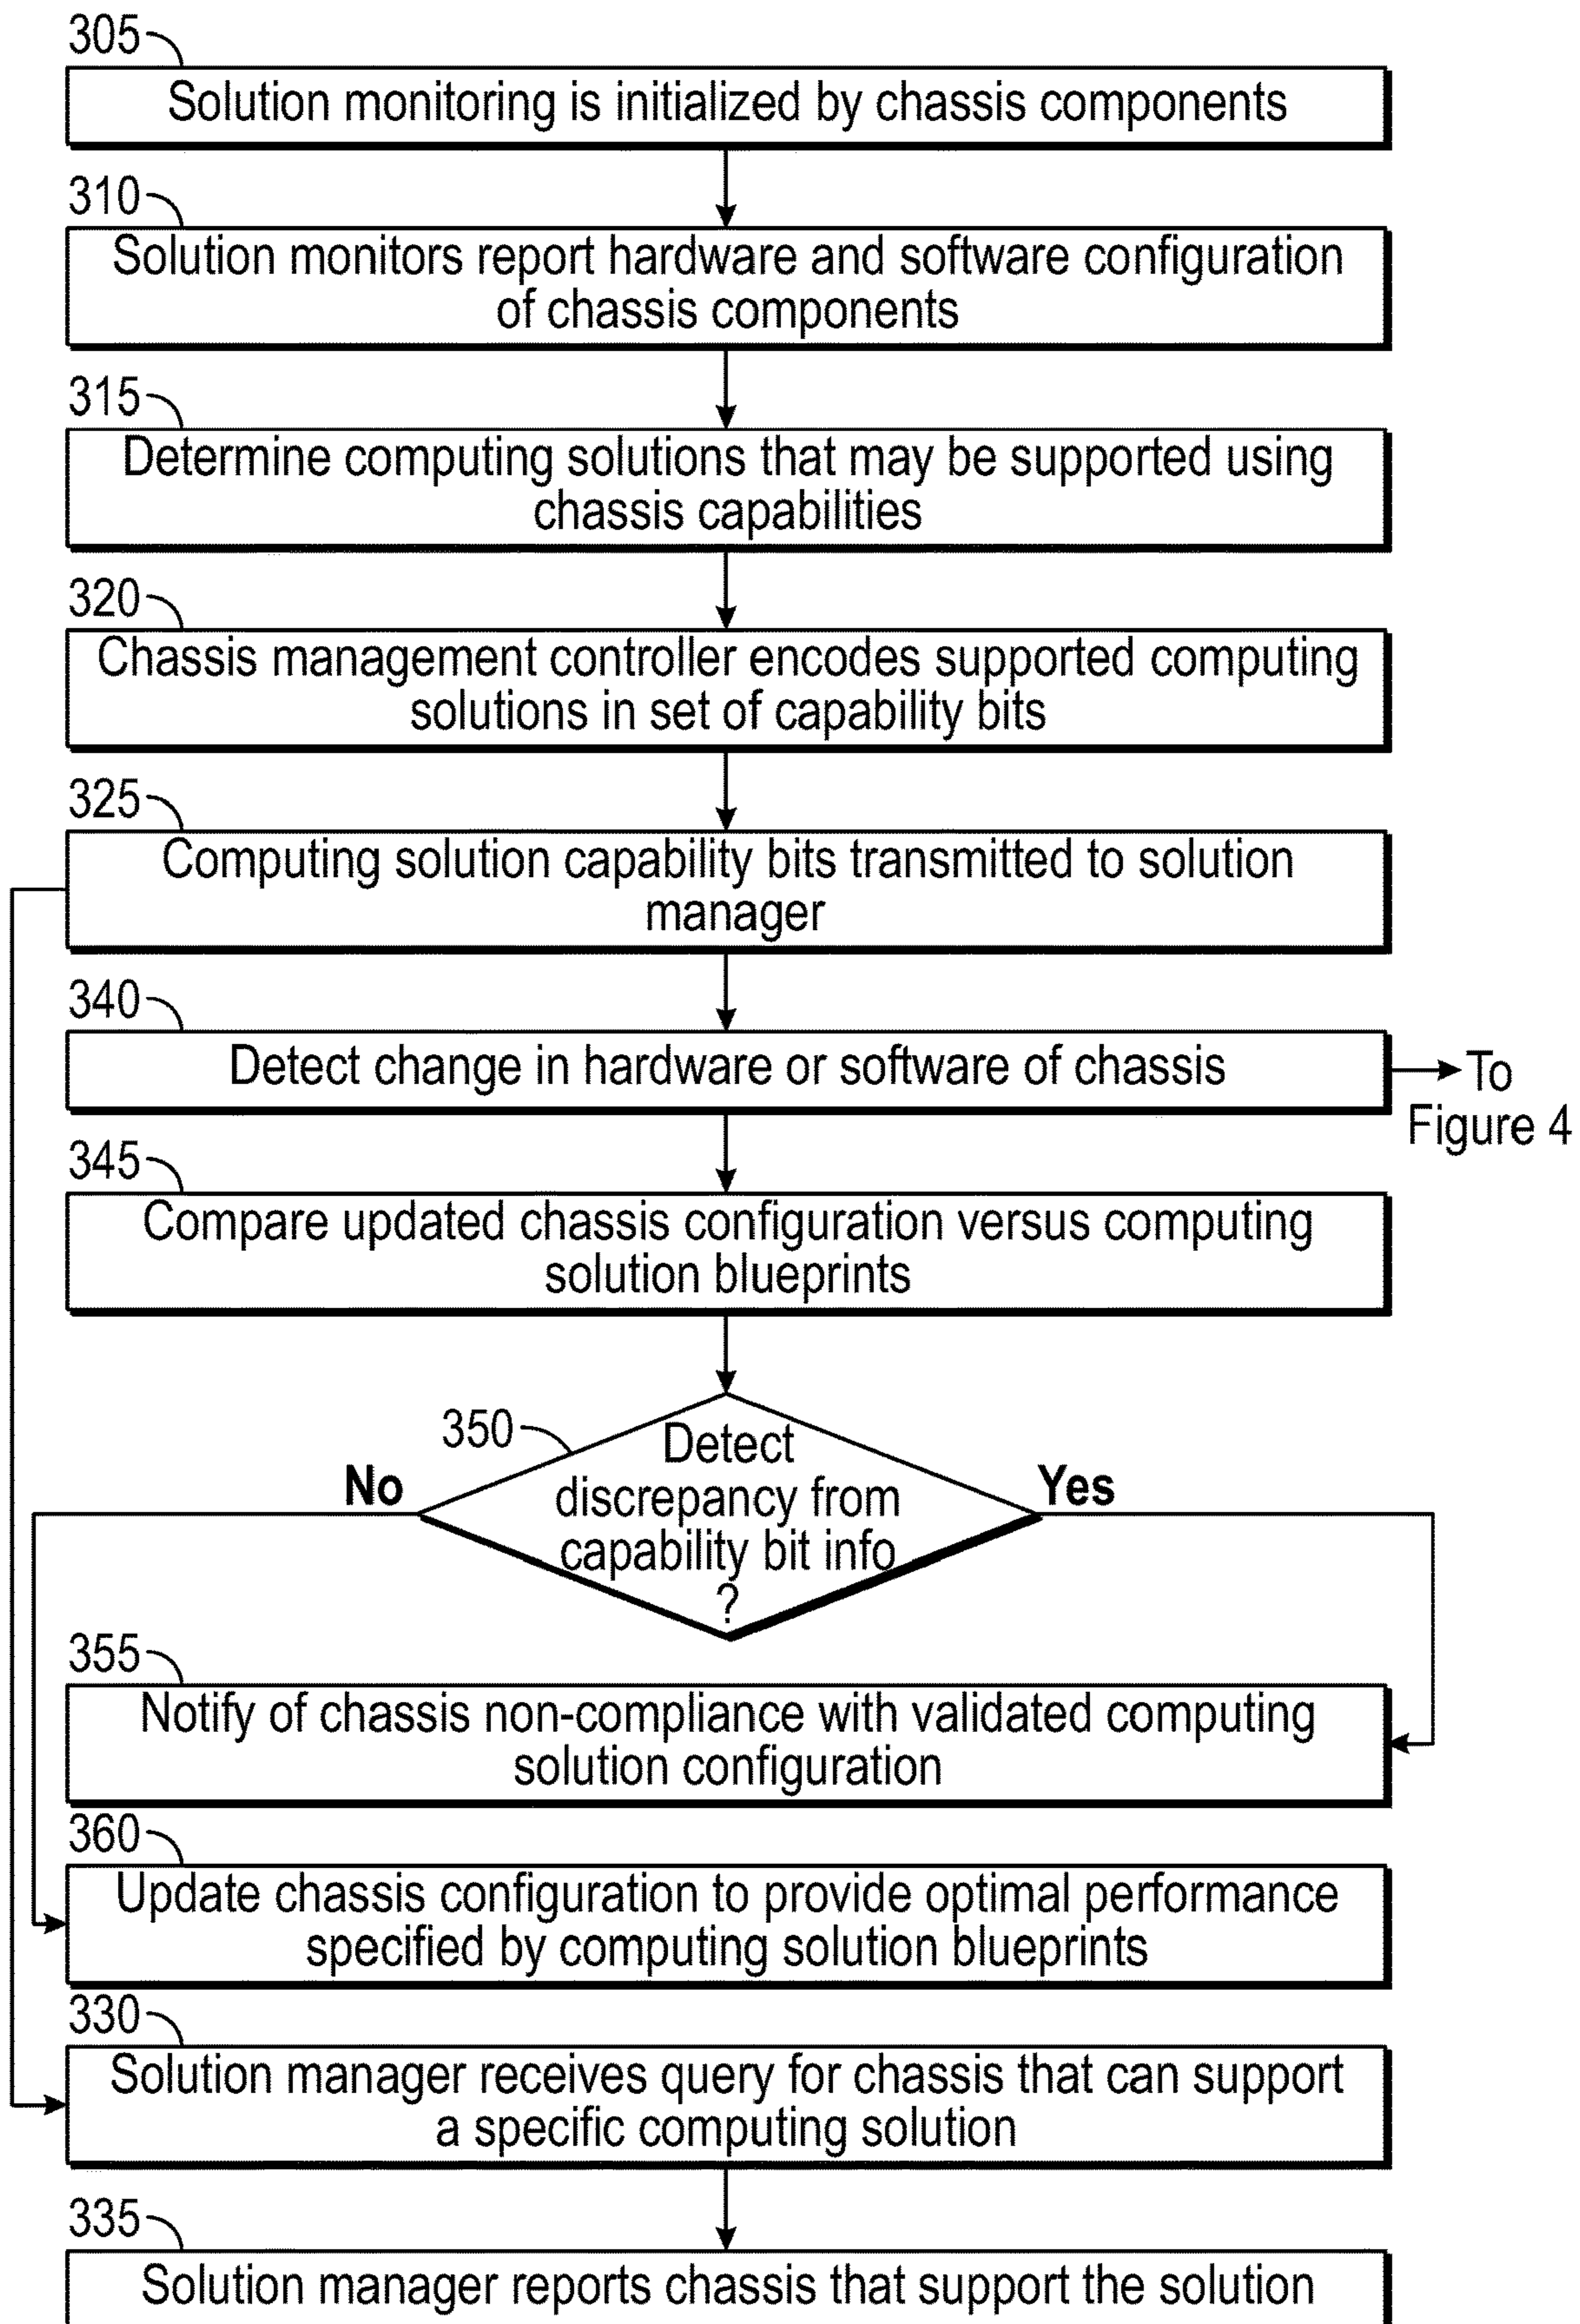 305
Solution monitoring is initialized by chassis components
310
Solution monitors report hardware and software configuration
of chassis components
315
Determine computing solutions that may be supported using
chassis capabilities
320
Chassis management controller encodes supported computing
solutions in set of capability bits
325
Computing solution capability bits transmitted to solution
manager
340
Detect change in hardware or software of chassis
To
Figure 4
345
Compare updated chassis configuration versus computing
solution blueprints
350
Detect
discrepancy from
capability bit info
?
No
Yes
355
Notify of chassis non-compliance with validated computing
solution configuration
360
Update chassis configuration to provide optimal performance
specified by computing solution blueprints
330
Solution manager receives query for chassis that can support
a specific computing solution
335
Solution manager reports chassis that support the solution